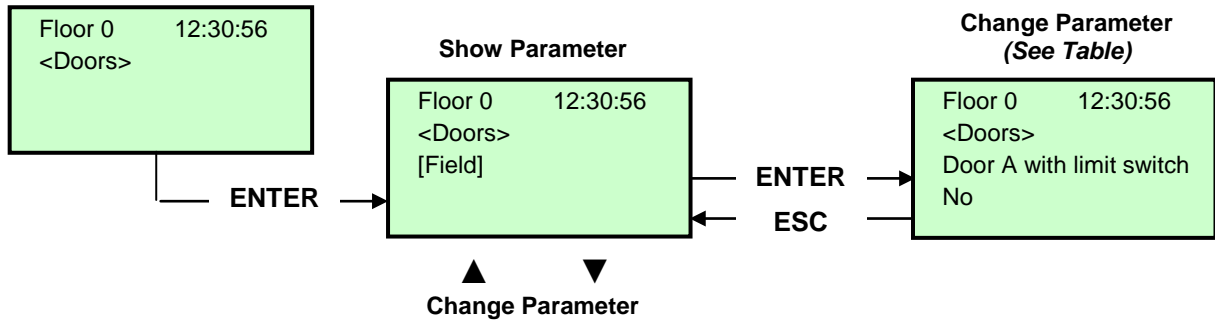 Floor 0 12:30:56
<Doors>
ENTER
Show Parameter
Floor 0 12:30:56
<Doors>
[Field]
▲ ▼
Change Parameter
ENTER
ESC
Change Parameter
(See Table)
Floor 0 12:30:56
<Doors>
Door A with limit switch
No